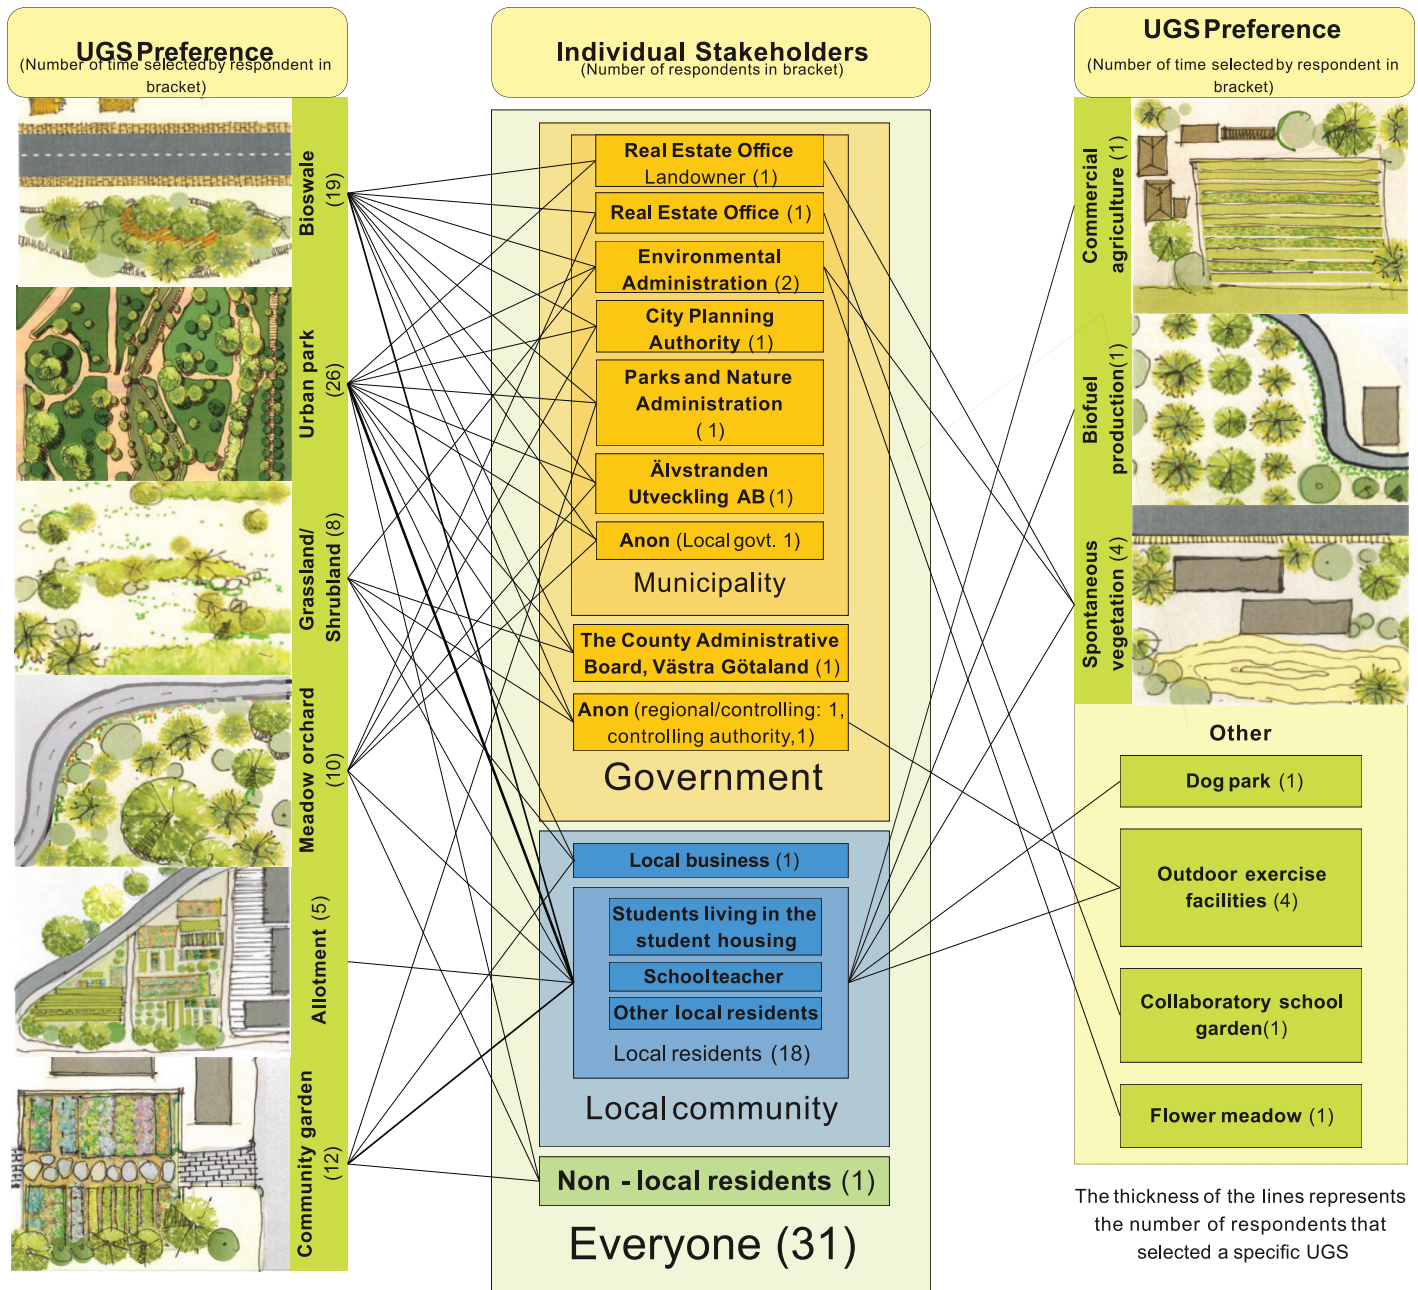 UGS Preference
(Number of time selected by respondent in
bracket)
Bioswale
(19)
Urban park
(26)
Grassland/
Shrubland (8)
Meadow orchard
(10)
Allotment (5)
Community garden
(12)
Individual Stakeholders
(Number of respondents in bracket)
Real Estate Office
Landowner (1)
Real Estate Office (1)
Environmental
Administration (2)
City Planning
Authority (1)
Parks and Nature
Administration
( 1)
Älvstranden
Utveckling AB (1)
Anon (Local govt. 1)
Municipality
The County Administrative
Board, Västra Götaland (1)
Anon (regional/controlling: 1,
controlling authority,1)
Government
Local business (1)
Students living in the
student housing
School teacher
Other local residents
Local residents (18)
Local community
Non - local residents (1)
Everyone (31)
UGS Preference
(Number of time selected by respondent in
bracket)
Commercial
agriculture (1)
Biofuel
production(1)
Spontaneous
vegetation (4)
Other
Dog park (1)
Outdoor exercise
facilities (4)
Collaboratory school
garden(1)
Flower meadow (1)
The thickness of the lines represents
the number of respondents that
selected a specific UGS